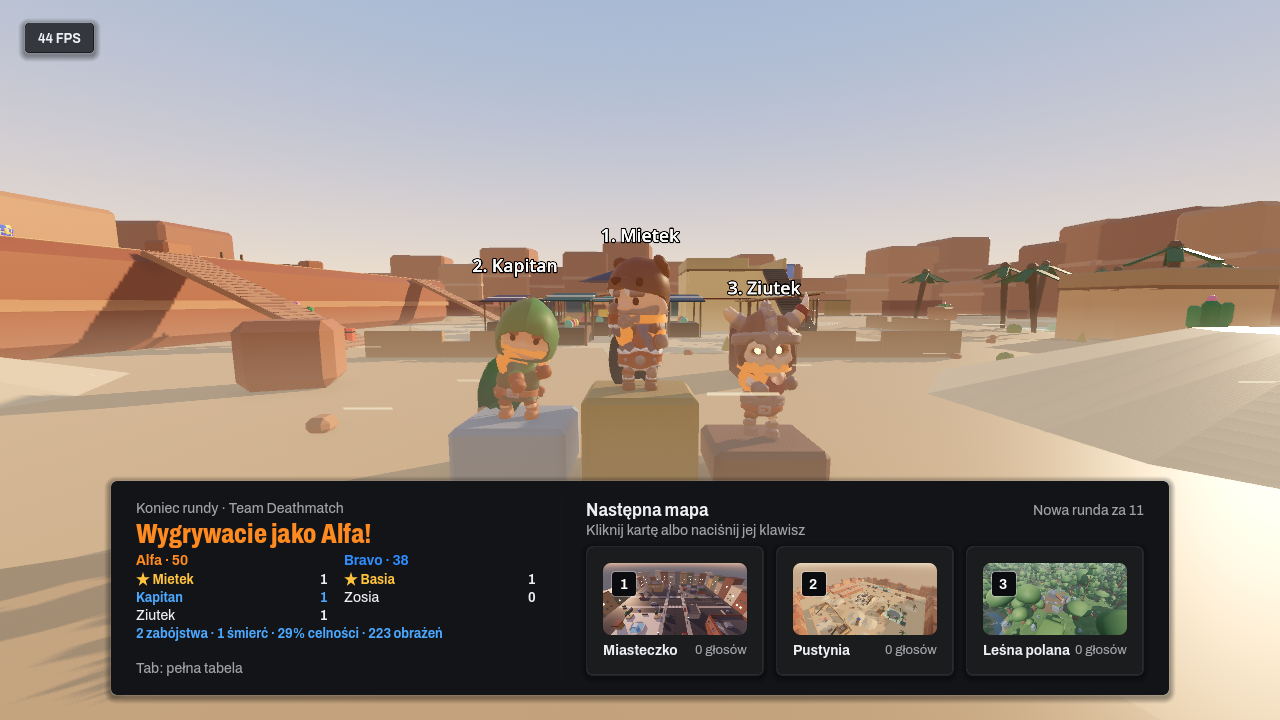 44 FPS
1. Mietek
2. Kapitan
3. Ziutek
Koniec rundy · Team Deathmatch
Wygrywacie jako Alfa!
Alfa · 50
★ Mietek 1
Kapitan 1
Ziutek 1
Bravo · 38
★ Basia 1
Zosia 0
2 zabójstwa · 1 śmierć · 29% celności · 223 obrażeń
Tab: pełna tabela
Następna mapa
Nowa runda za 11
Kliknij kartę albo naciśnij jej klawisz
1
Miasteczko 0 głosów
2
Pustynia 0 głosów
3
Leśna polana 0 głosów